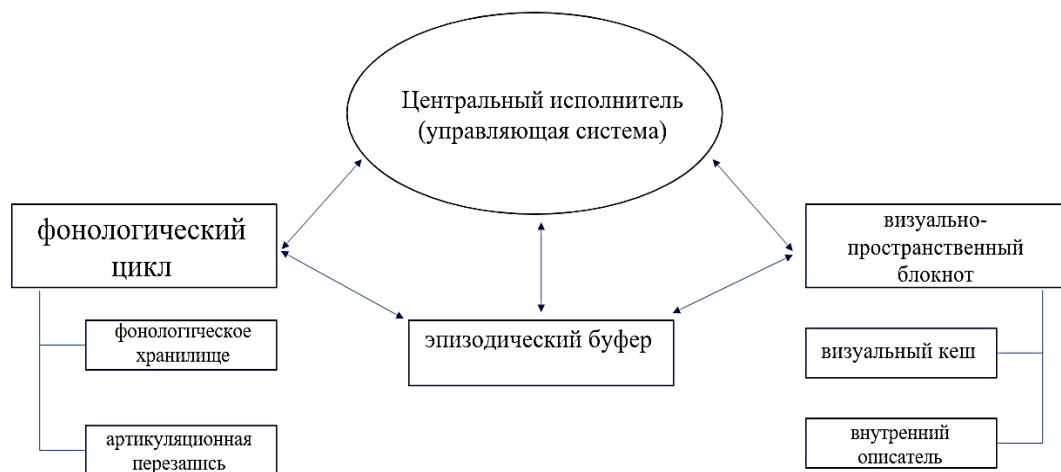 Центральный исполнитель
(управляющая система)
фонологический
цикл
визуально-
пространственный
блокнот
эпизодический буфер
фонологическое
хранилище
визуальный кеш
артикуляционная
перезапись
внутренний
описатель